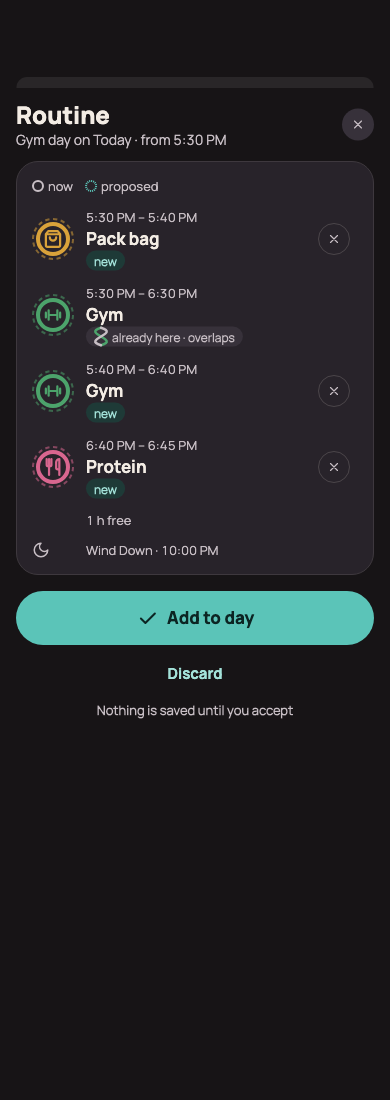 Routine
Gym day on Today · from 5:30 PM
now proposed
5:30 PM – 5:40 PM
Pack bag
new
5:30 PM – 6:30 PM
Gym
already here · overlaps
5:40 PM – 6:40 PM
Gym
new
6:40 PM – 6:45 PM
Protein
new
1 h free
Wind Down · 10:00 PM
Add to day
Discard
Nothing is saved until you accept